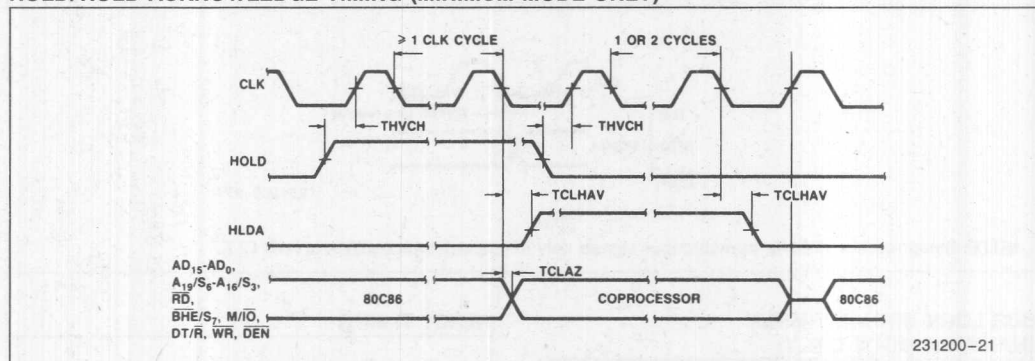 HOLD/HOLD ACKNOWLEDGE TIMING (MINIMUM MODE ONLY)
≥ 1 CLK CYCLE
1 OR 2 CYCLES
CLK
THVCH
THVCH
HOLD
TCLHAV
TCLHAV
HLDA
AD15-AD0,
A19/S6-A16/S3,
RD,
BHE/S7, M/IO,
DT/R, WR, DEN
TCLAZ
80C86
COPROCESSOR
80C86
231200–21